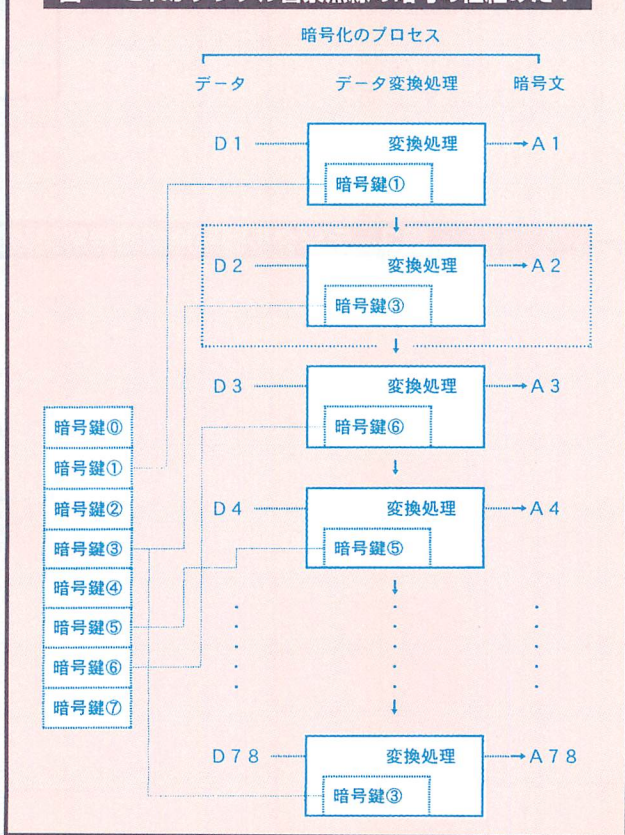 暗号化のプロセス
データ データ変換処理 暗号文
D1 変換処理 A1
暗号鍵①
D2 変換処理 A2
暗号鍵③
D3 変換処理 A3
暗号鍵⑥
D4 変換処理 A4
暗号鍵⑤
D78 変換処理 A78
暗号鍵③
暗号鍵⓪
暗号鍵①
暗号鍵②
暗号鍵③
暗号鍵④
暗号鍵⑤
暗号鍵⑥
暗号鍵⑦